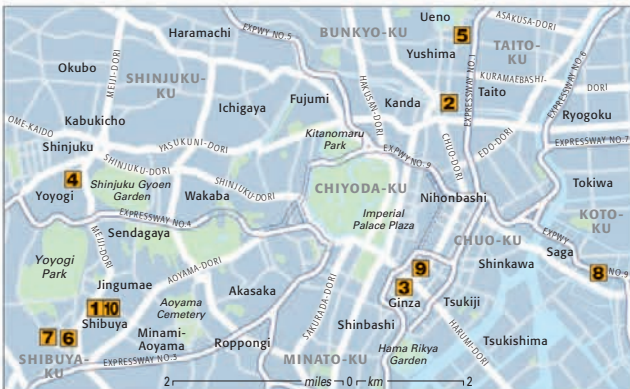 Ueno
ASAKUSA-DORI
Haramachi
EXPWY NO.5
BUNKYO-KU
5
Yushima
TAITO-
KU
EXPRESSWAY NO.6
MEIJI-DORI
Okubo
SHINJUKU-
KU
HAKUSAN-DORI
EXPRESSWAY NO.1
KURAMAEBASHI-
DORI
Ichigaya
Fujumi
Kanda
2
Taito
Ryogoku
OME-KAIDO
Kabukicho
YASUKUNI-DORI
Kitanomaru
Park
EXPWY NO.9
CHUO-DORI
EDO-DORI
EXPRESSWAY NO.7
Shinjuku
SHINJUKU-DORI
4
Yoyogi
Shinjuku Gyoen
Garden
Wakaba
SHINJUKU-DORI
CHIYODA-KU
Nihonbashi
Tokiwa
KOTO-
KU
EXPRESSWAY NO.4
Imperial
Palace Plaza
Sendagaya
MEIJI-DORI
CHUO-KU
EXPWY
NO.9
Saga
Yoyogi
Park
AOYAMA-DORI
9
Shinkawa
8
Jingumae
Akasaka
3
1 10
Shibuya
Aoyama
Cemetery
SAKURADA-DORI
Ginza
Tsukiji
7 6
Minami-
Aoyama
Roppongi
Shinbashi
HARUMI-DORI
Tsukishima
SHIBUYA-
KU
EXPRESSWAY NO.3
MINATO-KU
Hama Rikya
Garden
2 miles 0 km 2